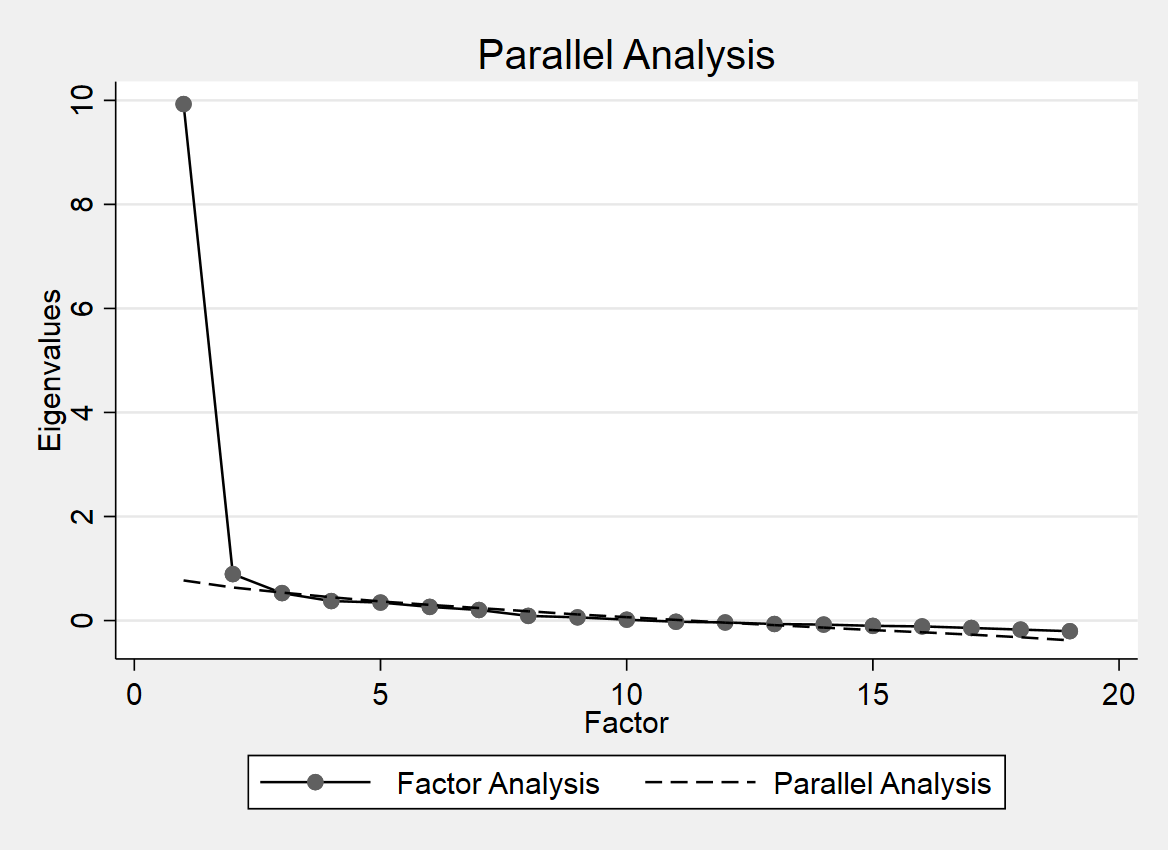 Parallel Analysis
Eigenvalues
10
8
6
4
2
0
0 5 10 15 20
Factor
Factor Analysis Parallel Analysis